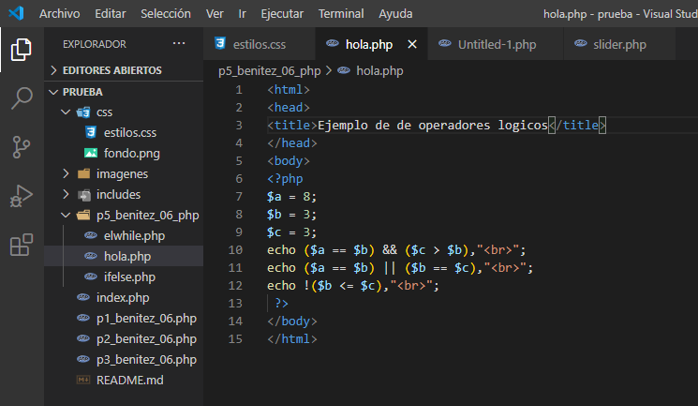 Archivo Editar Selección Ver Ir Ejecutar Terminal Ayuda hola.php - prueba - Visual Stud
EXPLORADOR ...
EDITORES ABIERTOS
PRUEBA
css
estilos.css
fondo.png
imagenes
includes
p5_benitez_06_php
elwhile.php
hola.php
ifelse.php
index.php
p1_benitez_06.php
p2_benitez_06.php
p3_benitez_06.php
README.md
estilos.css hola.php Untitled-1.php slider.php
p5_benitez_06_php > hola.php
1 <html>
2 <head>
3 <title>Ejemplo de de operadores logicos</title>
4 </head>
5 <body>
6 <?php
7 $a = 8;
8 $b = 3;
9 $c = 3;
10 echo ($a == $b) && ($c > $b),"<br>";
11 echo ($a == $b) || ($b == $c),"<br>";
12 echo !($b <= $c),"<br>";
13 ?>
14 </body>
15 </html>